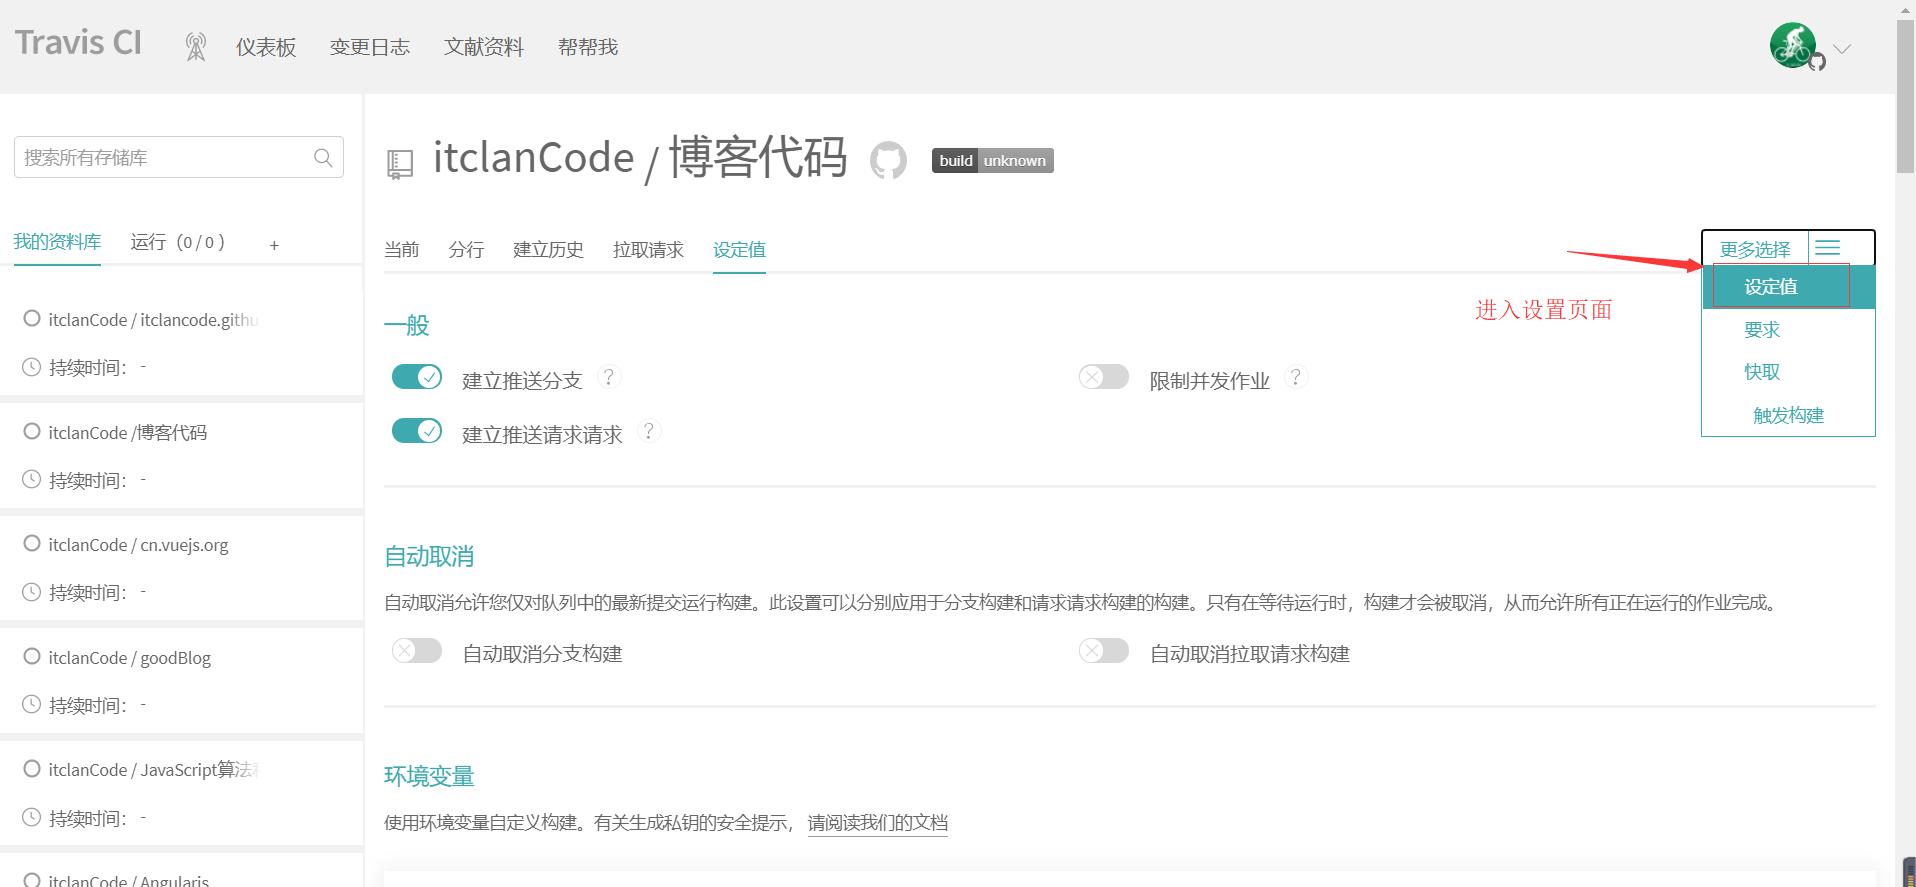 Travis CI
仪表板 变更日志 文献资料 帮帮我
搜索所有存储库
itclanCode / 博客代码
build unknown
我的资料库 运行（0 / 0 ） +
当前 分行 建立历史 拉取请求 设定值
更多选择
设定值
要求
快取
触发构建
进入设置页面
一般
建立推送分支 ?
限制并发作业 ?
建立推送请求请求 ?
自动取消
自动取消允许您仅对队列中的最新提交运行构建。此设置可以分别应用于分支构建和请求请求构建的构建。只有在等待运行时，构建才会被取消，从而允许所有正在运行的作业完成。
自动取消分支构建
自动取消拉取请求构建
环境变量
使用环境变量自定义构建。有关生成私钥的安全提示， 请阅读我们的文档
itclanCode / itclancode.githu
持续时间： -
itclanCode /博客代码
持续时间： -
itclanCode / cn.vuejs.org
持续时间： -
itclanCode / goodBlog
持续时间： -
itclanCode / JavaScript算法
持续时间： -
itclanCode / Angularjs